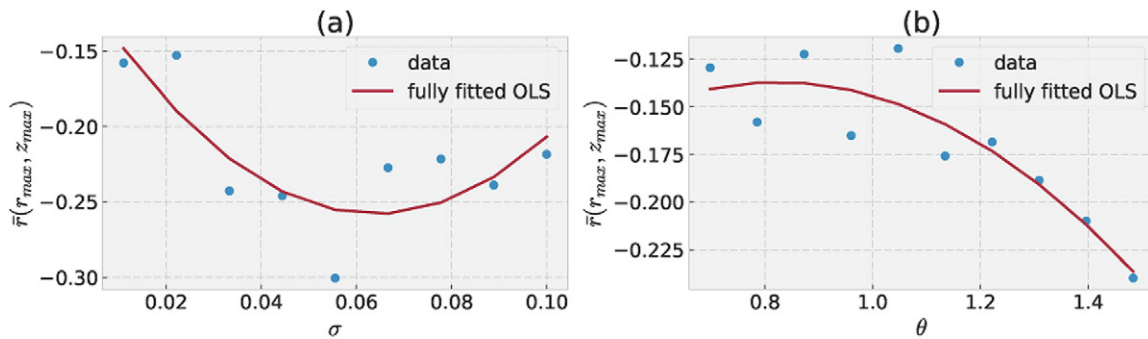 (a)
−0.15
−0.20
−0.25
−0.30
r̄(r_max, z_max)
data
fully fitted OLS
0.02 0.04 0.06 0.08 0.10
σ
(b)
−0.125
−0.150
−0.175
−0.200
−0.225
r̄(r_max, z_max)
data
fully fitted OLS
0.8 1.0 1.2 1.4
θ